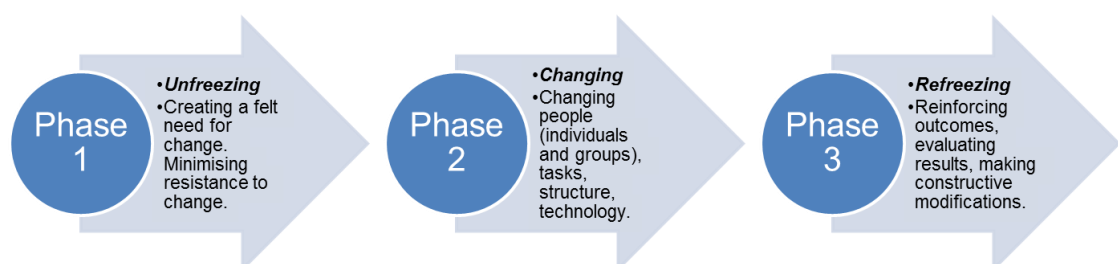 Phase
1
•Unfreezing
•Creating a felt
need for
change.
Minimising
resistance to
change.
Phase
2
•Changing
•Changing
people
(individuals
and groups),
tasks,
structure,
technology.
Phase
3
•Refreezing
•Reinforcing
outcomes,
evaluating
results, making
constructive
modifications.